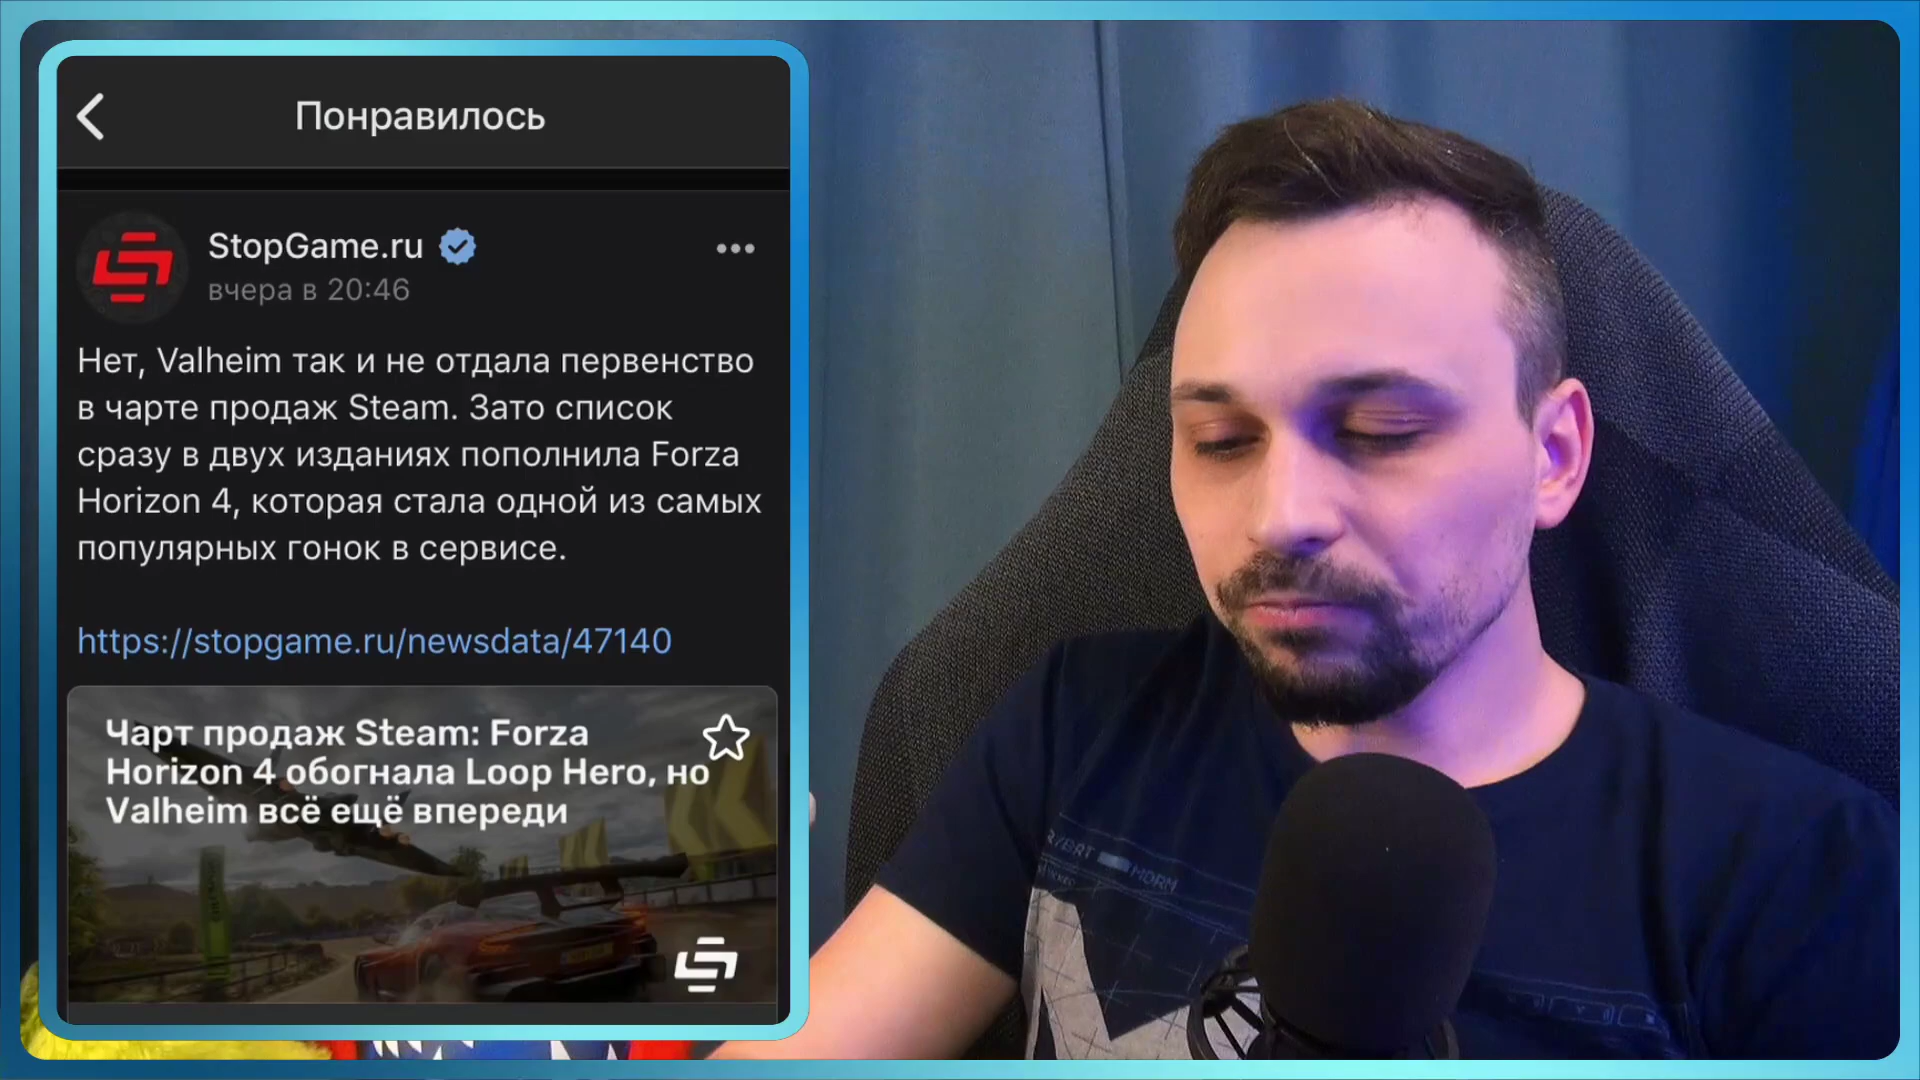 Понравилось
StopGame.ru
вчера в 20:46
Нет, Valheim так и не отдала первенство
в чарте продаж Steam. Зато список
сразу в двух изданиях пополнила Forza
Horizon 4, которая стала одной из самых
популярных гонок в сервисе.
https://stopgame.ru/newsdata/47140
Чарт продаж Steam: Forza
Horizon 4 обогнала Loop Hero, но
Valheim всё ещё впереди